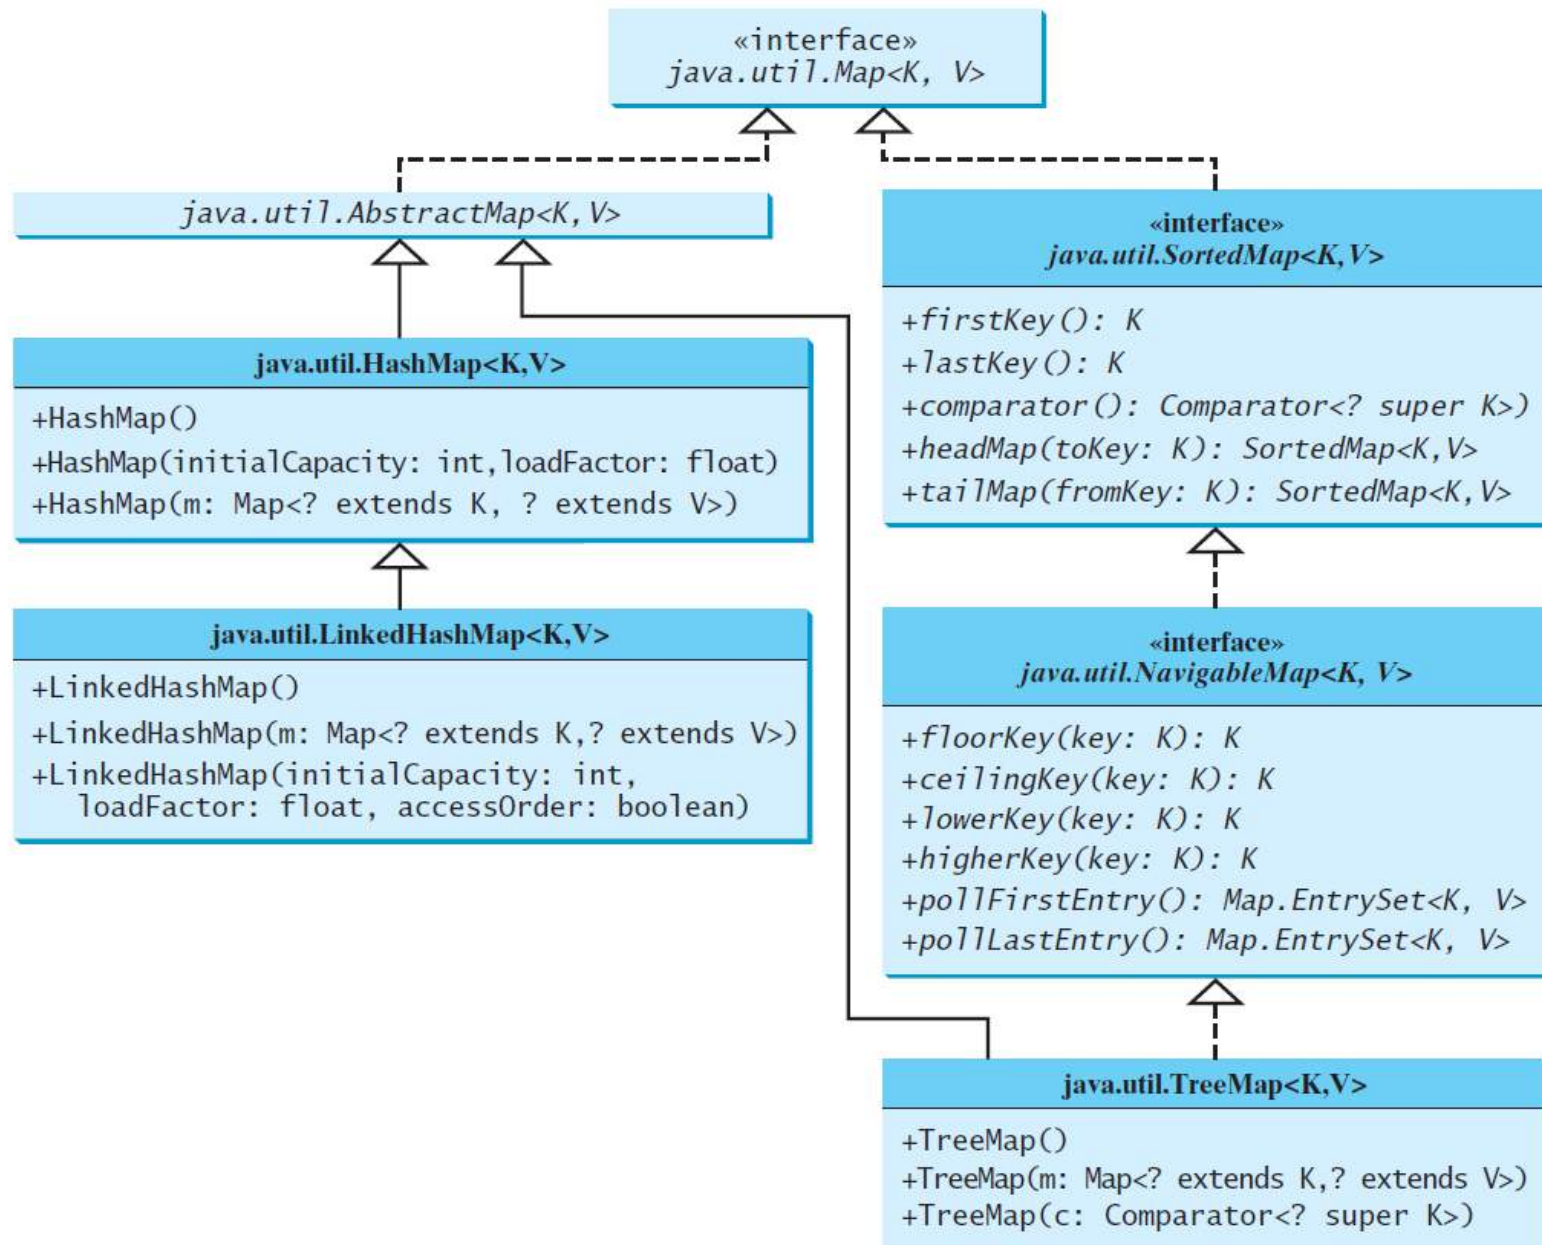 «interface»
java.util.Map<K, V>
java.util.AbstractMap<K,V>
«interface»
java.util.SortedMap<K,V>
+firstKey(): K
+lastKey(): K
+comparator(): Comparator<? super K>)
+headMap(toKey: K): SortedMap<K,V>
+tailMap(fromKey: K): SortedMap<K,V>
java.util.HashMap<K,V>
+HashMap()
+HashMap(initialCapacity: int,loadFactor: float)
+HashMap(m: Map<? extends K, ? extends V>)
java.util.LinkedHashMap<K,V>
+LinkedHashMap()
+LinkedHashMap(m: Map<? extends K,? extends V>)
+LinkedHashMap(initialCapacity: int,
loadFactor: float, accessOrder: boolean)
«interface»
java.util.NavigableMap<K, V>
+floorKey(key: K): K
+ceilingKey(key: K): K
+lowerKey(key: K): K
+higherKey(key: K): K
+pollFirstEntry(): Map.EntrySet<K, V>
+pollLastEntry(): Map.EntrySet<K, V>
java.util.TreeMap<K,V>
+TreeMap()
+TreeMap(m: Map<? extends K,? extends V>)
+TreeMap(c: Comparator<? super K>)